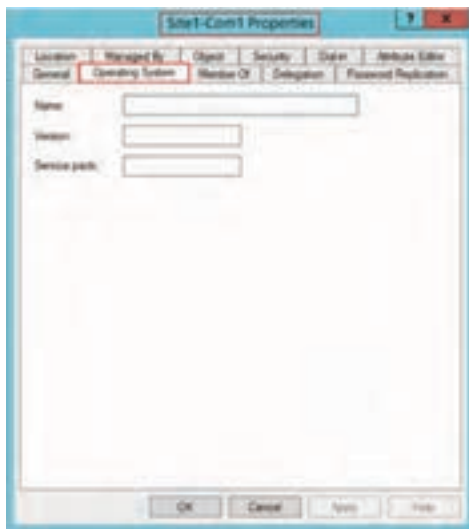 Site1-Com1 Properties
Location Managed By Object Security Dial-in Attribute Editor
General Operating System Member Of Delegation Password Replication
Name:
Version:
Service pack:
OK Cancel Apply Help